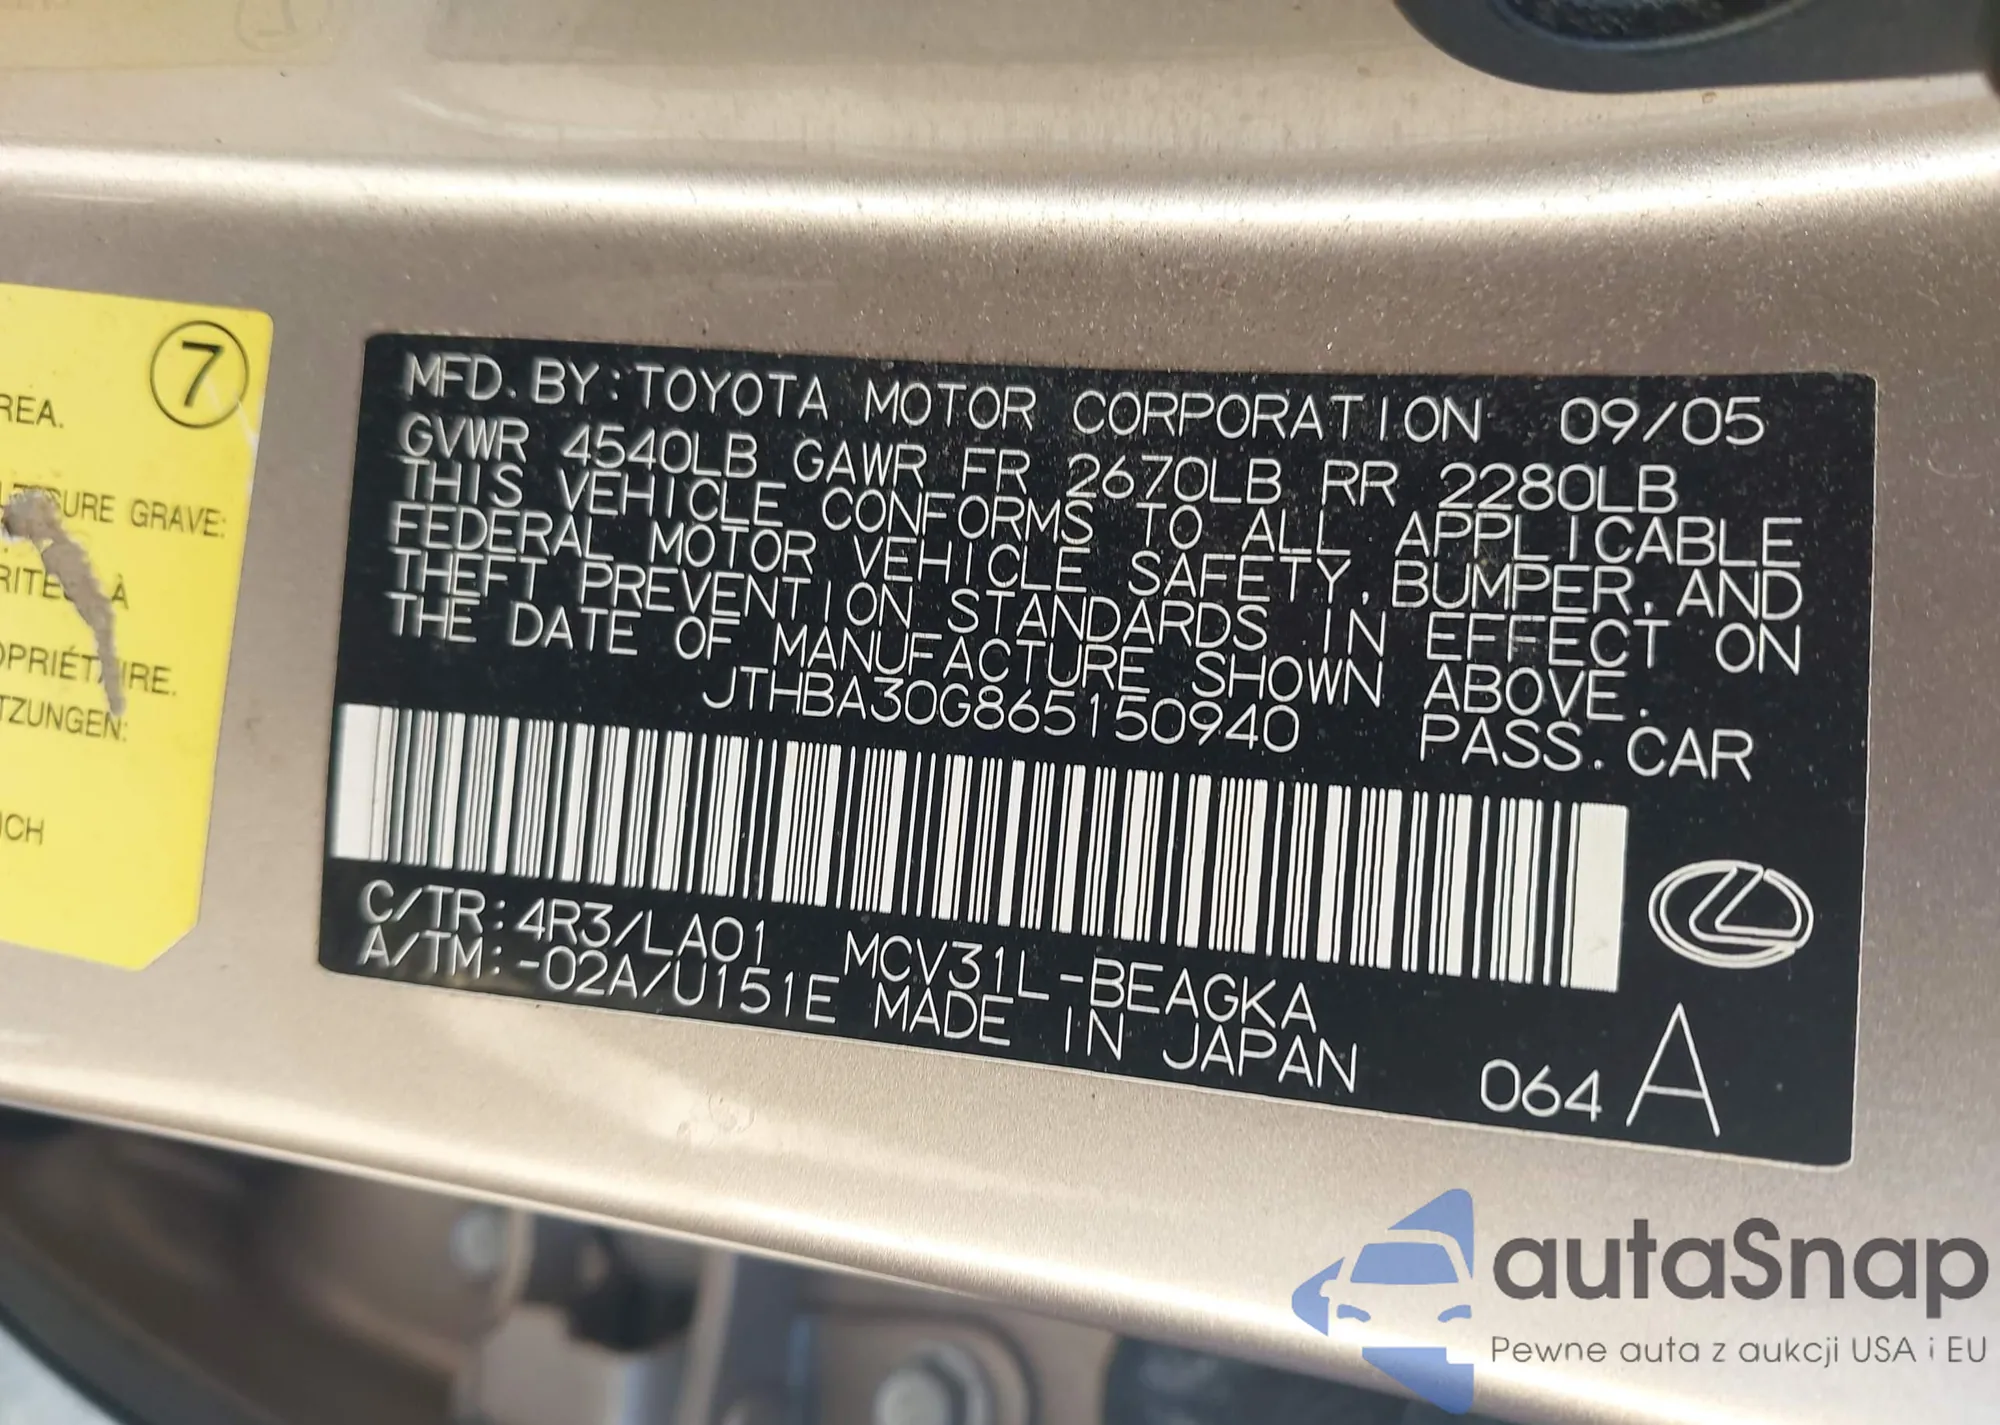 7
REA.
SURE GRAVE:
À
OPRIÉTAIRE.
TZUNGEN:
ICH
MFD. BY: TOYOTA MOTOR CORPORATION 09/05
GVWR 4540LB GAWR FR 2670LB RR 2280LB
THIS VEHICLE CONFORMS TO ALL APPLICABLE
FEDERAL MOTOR VEHICLE SAFETY, BUMPER, AND
THEFT PREVENTION STANDARDS IN EFFECT ON
THE DATE OF MANUFACTURE SHOWN ABOVE.
JTHBA30G865150940 PASS. CAR
C/TR: 4R3/LA01 MCV31L-BEAGKA
A/TM: -02A/U151E MADE IN JAPAN
064 A
autaSnap
Pewne auta z aukcji USA i EU